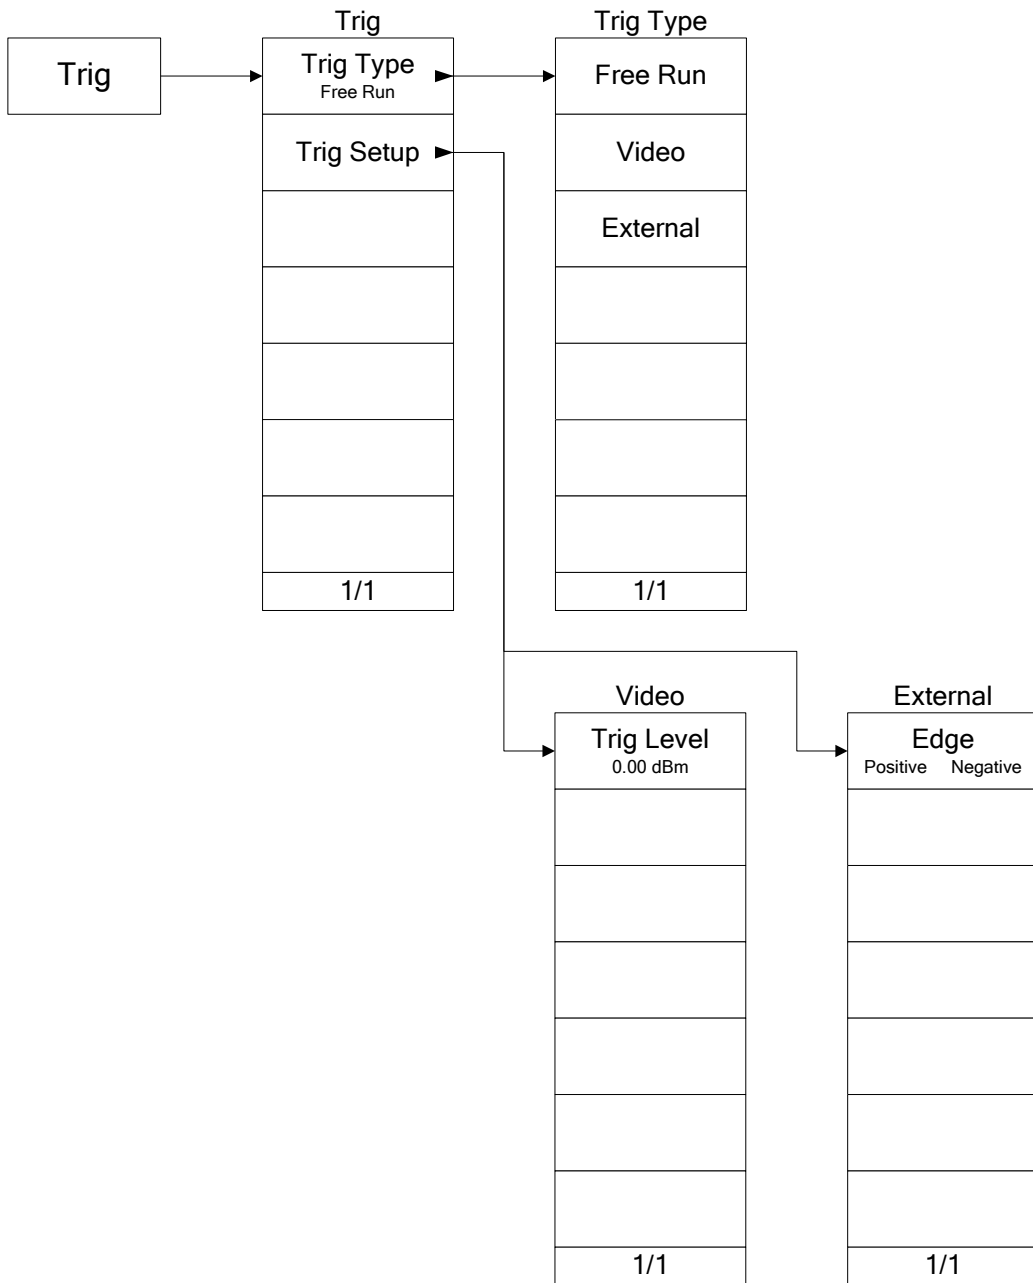 Trig
Trig
Trig Type
Free Run
Trig Setup
1/1
Trig Type
Free Run
Video
External
1/1
Video
Trig Level
0.00 dBm
1/1
External
Edge
Positive Negative
1/1